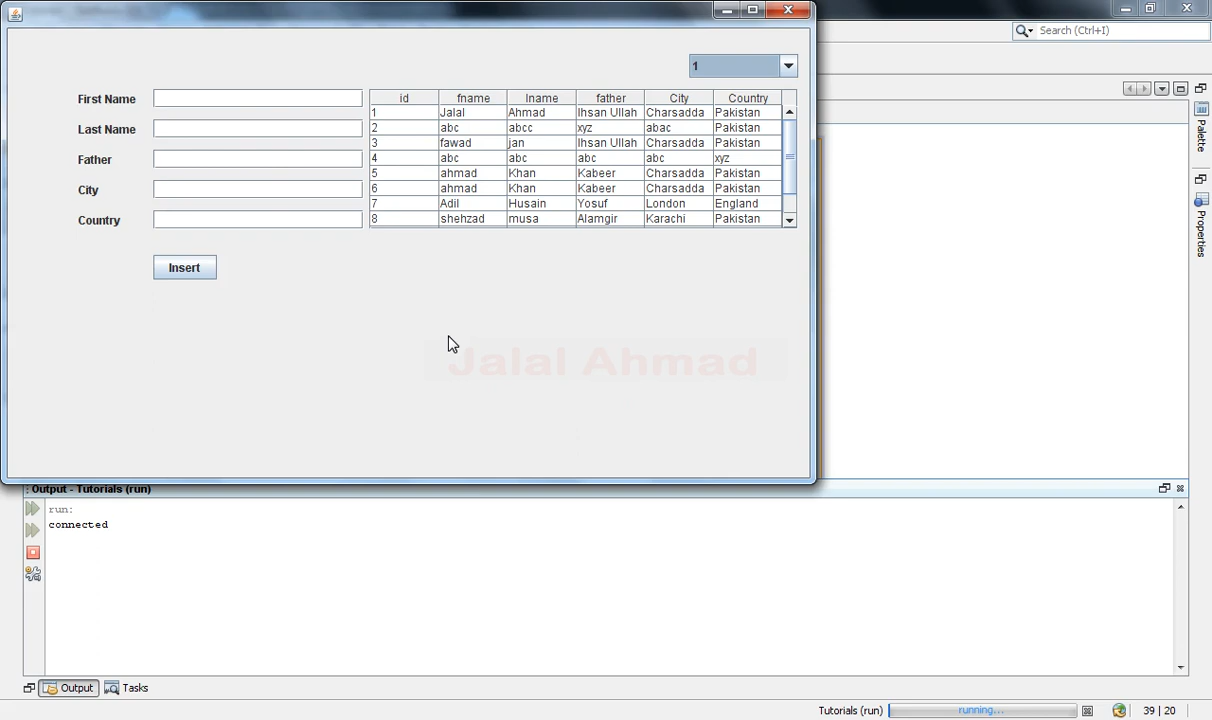 Search (Ctrl+I)
1
First Name
Last Name
Father
City
Country
Insert
id fname lname father City Country
1 Jalal Ahmad Ihsan Ullah Charsadda Pakistan
2 abc abcc xyz abac Pakistan
3 fawad jan Ihsan Ullah Charsadda Pakistan
4 abc abc abc abc xyz
5 ahmad Khan Kabeer Charsadda Pakistan
6 ahmad Khan Kabeer Charsadda Pakistan
7 Adil Husain Yosuf London England
8 shehzad musa Alamgir Karachi Pakistan
Jalal Ahmad
Palette
Properties
: Output - Tutorials (run)
run:
connected
Output Tasks
Tutorials (run) running... 39 | 20